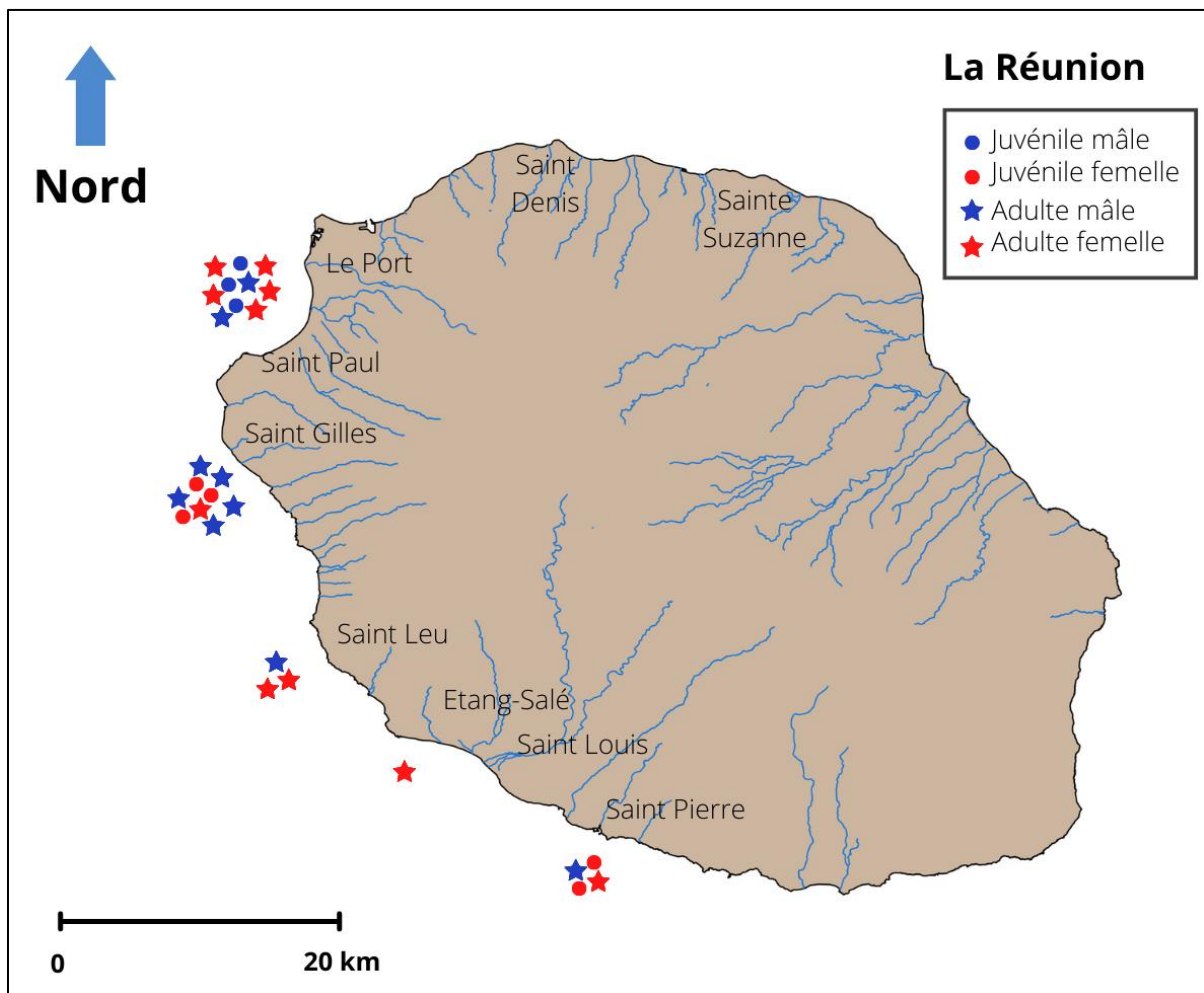 La Réunion
Juvénile mâle
Juvénile femelle
Adulte mâle
Adulte femelle
Nord
Saint
Denis
Sainte
Suzanne
Le Port
Saint Paul
Saint Gilles
Saint Leu
Etang-Salé
Saint Louis
Saint Pierre
0
20 km